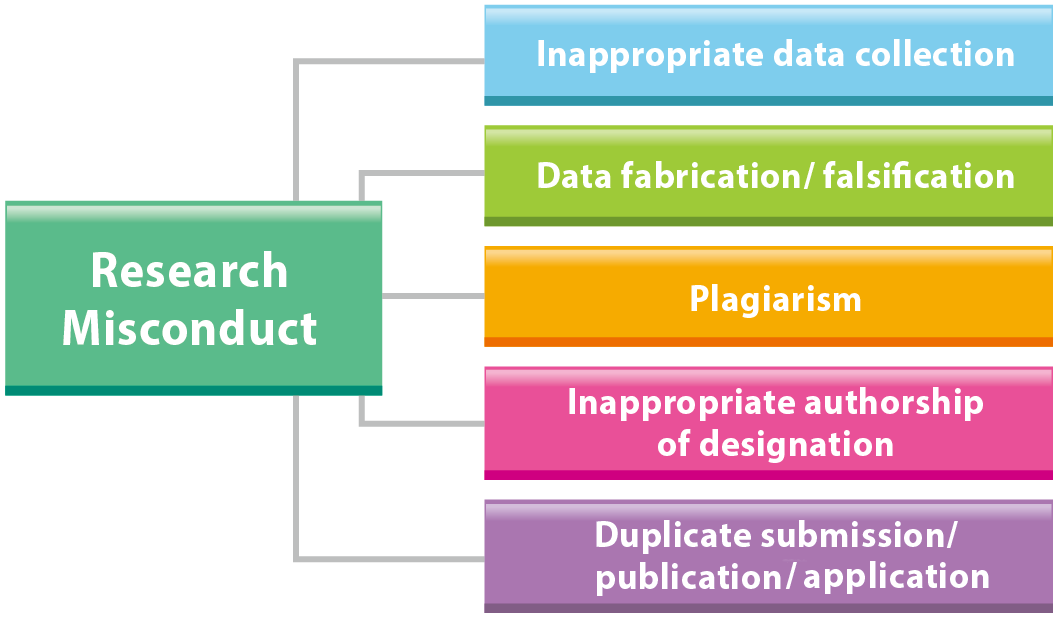 Research
Misconduct
Inappropriate data collection
Data fabrication/ falsification
Plagiarism
Inappropriate authorship
of designation
Duplicate submission/
publication/ application